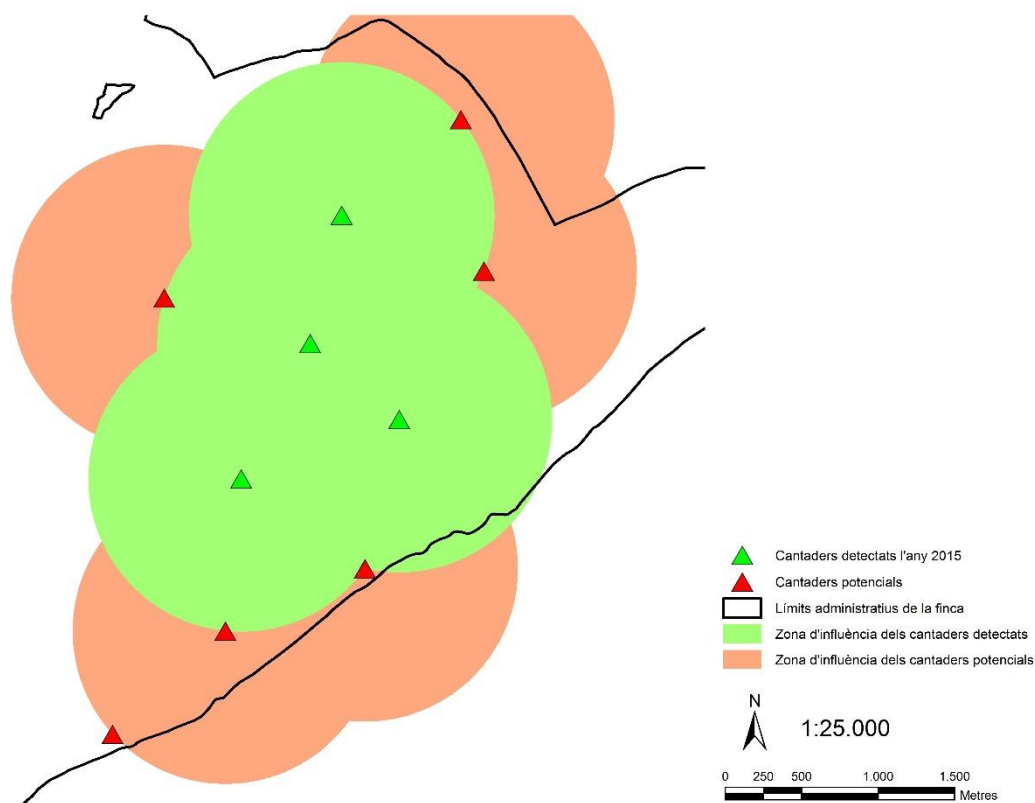 Cantaders detectats l'any 2015
Cantaders potencials
Límits administratius de la finca
Zona d'influència dels cantaders detectats
Zona d'influència dels cantaders potencials
N
1:25.000
0 250 500 1.000 1.500
Metres